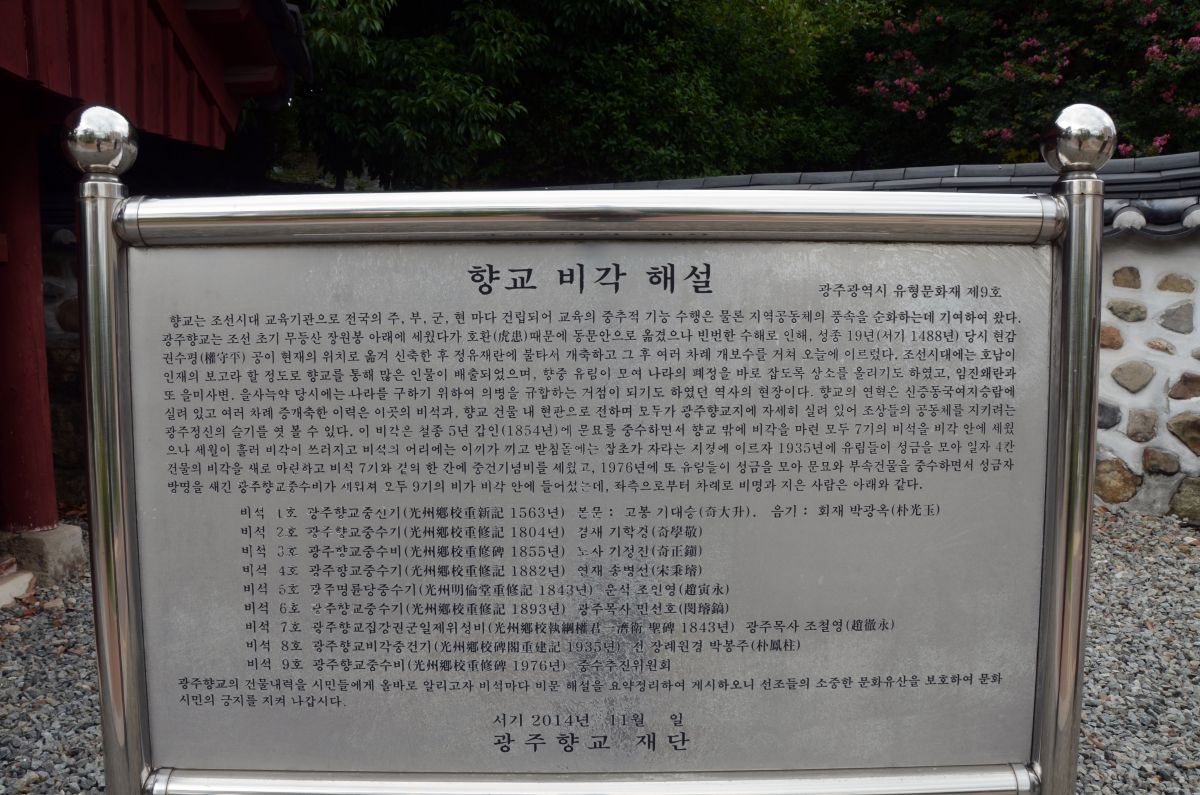 향교 비각 해설
광주광역시 유형문화재 제9호
향교는 조선시대 교육기관으로 전국의 주, 부, 군, 현 마다 건립되어 교육의 중추적 기능 수행은 물론 지역공동체의 풍속을 순화하는데 기여하여 왔다.
광주향교는 조선 초기 무등산 장원봉 아래에 세웠다가 호환(虎患)때문에 동문안으로 옮겼으나 빈번한 수해로 인해, 성종 19년(서기 1488년) 당시 현감
권수평(權守平) 공이 현재의 위치로 옮겨 신축한 후 정유재란에 불타서 개축하고 그 후 여러 차례 개보수를 거쳐 오늘에 이르렀다. 조선시대에는 호남이
인재의 보고라 할 정도로 향교를 통해 많은 인물이 배출되었으며, 향중 유림이 모여 나라의 폐정을 바로 잡도록 상소를 올리기도 하였고, 임진왜란과
또 을미사변, 을사늑약 당시에는 나라를 구하기 위하여 의병을 규합하는 거점이 되기도 하였던 역사의 현장이다. 향교의 연혁은 신증동국여지승람에
실려 있고 여러 차례 증개축한 이력은 이곳의 비석과, 향교 건물 내 현판으로 전하며 모두가 광주향교지에 자세히 실려 있어 조상들의 공동체를 지키려는
광주정신의 슬기를 엿 볼 수 있다. 이 비각은 철종 5년 갑인(1854년)에 문묘를 중수하면서 향교 밖에 비각을 마련 모두 7기의 비석을 비각 안에 세웠
으나 세월이 흘러 비각이 쓰러지고 비석의 머리에는 이끼가 끼고 받침돌에는 잡초가 자라는 지경에 이르자 1935년에 유림들이 성금을 모아 일자 4칸
건물의 비각을 새로 마련하고 비석 7기와 곁의 한 칸에 중건기념비를 세웠고, 1976년에 또 유림들이 성금을 모아 문묘와 부속건물을 중수하면서 성금자
방명을 새긴 광주향교중수비가 세워져 모두 9기의 비가 비각 안에 들어섰는데, 좌측으로부터 차례로 비명과 지은 사람은 아래와 같다.
비석 1호 광주향교중신기(光州鄕校重新記 1563년) 본문 : 고봉 기대승(奇大升). 음기 : 회재 박광옥(朴光玉)
비석 2호 광주향교중수기(光州鄕校重修記 1804년) 겸재 기학경(奇學敬)
비석 3호 광주향교중수비(光州鄕校重修碑 1855년) 노사 기정진(奇正鎭)
비석 4호 광주향교중수기(光州鄕校重修記 1882년) 연재 송병선(宋秉璿)
비석 5호 광주명륜당중수기(光州明倫堂重修記 1843년) 운석 조인영(趙寅永)
비석 6호 광주향교중수기(光州鄕校重修記 1893년) 광주목사 민선호(閔璿鎬)
비석 7호 광주향교집강권군일제위성비(光州鄕校執綱權君 濟衛 聖碑 1843년) 광주목사 조철영(趙徹永)
비석 8호 광주향교비각중건기(光州鄕校碑閣重建記 1935년) 전 장례원경 박봉주(朴鳳柱)
비석 9호 광주향교중수비(光州鄕校重修碑 1976년) 중수추진위원회
광주향교의 건물내력을 시민들에게 올바로 알리고자 비석마다 비문 해설을 요약정리하여 게시하오니 선조들의 소중한 문화유산을 보호하여 문화
시민의 긍지를 지켜 나갑시다.
서기 2014년 11월 일
광주향교 재단